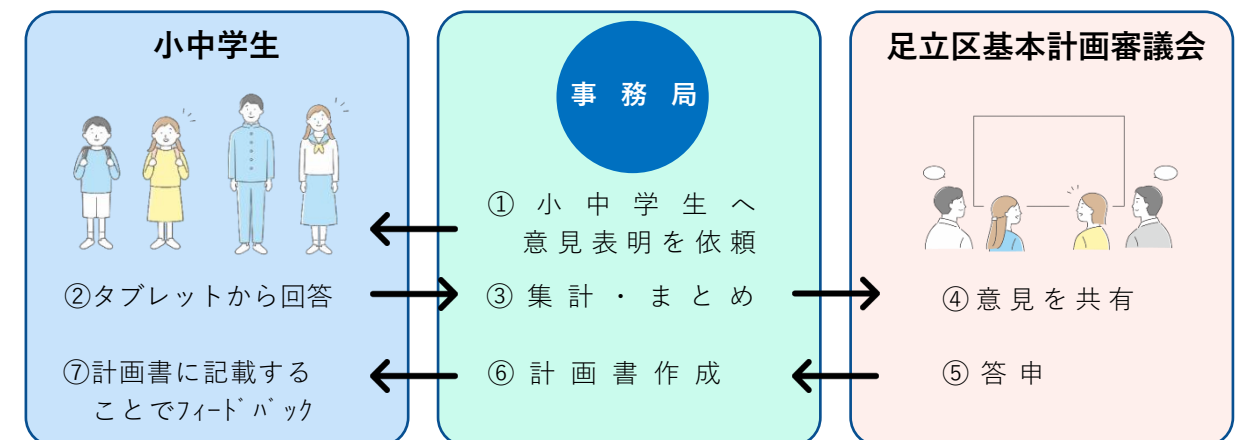 小中学生
②タブレットから回答
⑦計画書に記載する
ことでﾌｨｰﾄﾞﾊﾞｯｸ
事務局
①小中学生へ
意見表明を依頼
③集計・まとめ
⑥計画書作成
足立区基本計画審議会
④意見を共有
⑤答申